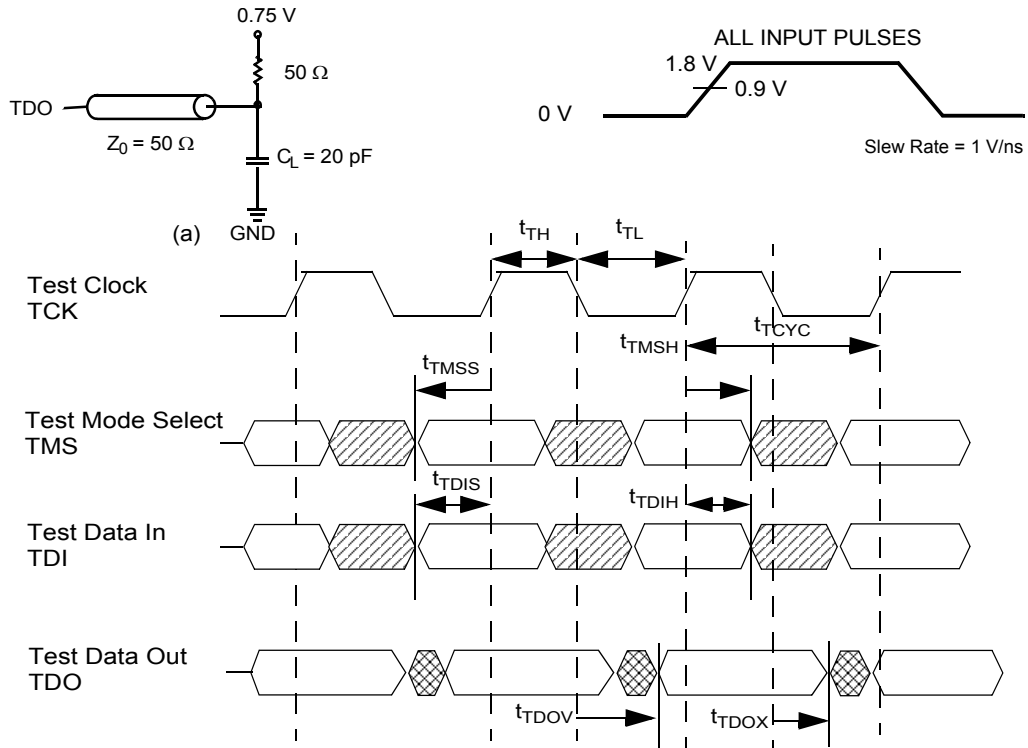 0.75 V
50 Ω
TDO
Z0 = 50 Ω
CL = 20 pF
(a)
GND
ALL INPUT PULSES
1.8 V
0.9 V
0 V
Slew Rate = 1 V/ns
tTH
tTL
Test Clock
TCK
tTCYC
tTMSH
tTMSS
Test Mode Select
TMS
tTDIS
tTDIH
Test Data In
TDI
Test Data Out
TDO
tTDOV
tTDOX